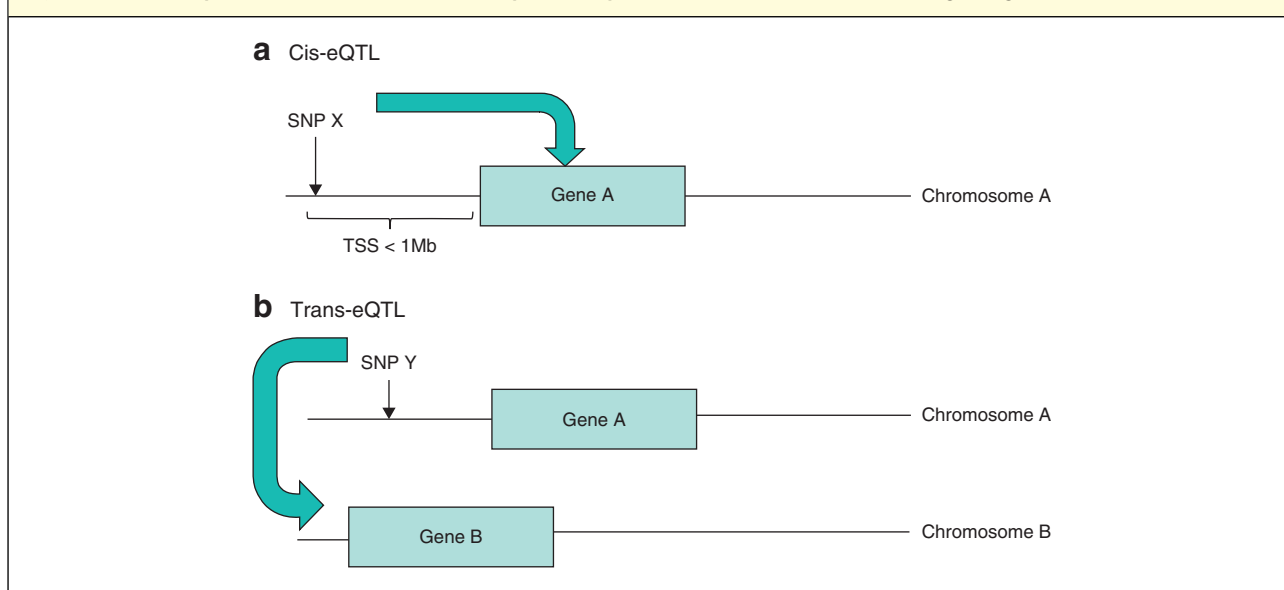 a Cis-eQTL
SNP X
Gene A
Chromosome A
TSS < 1Mb
b Trans-eQTL
SNP Y
Gene A
Chromosome A
Gene B
Chromosome B